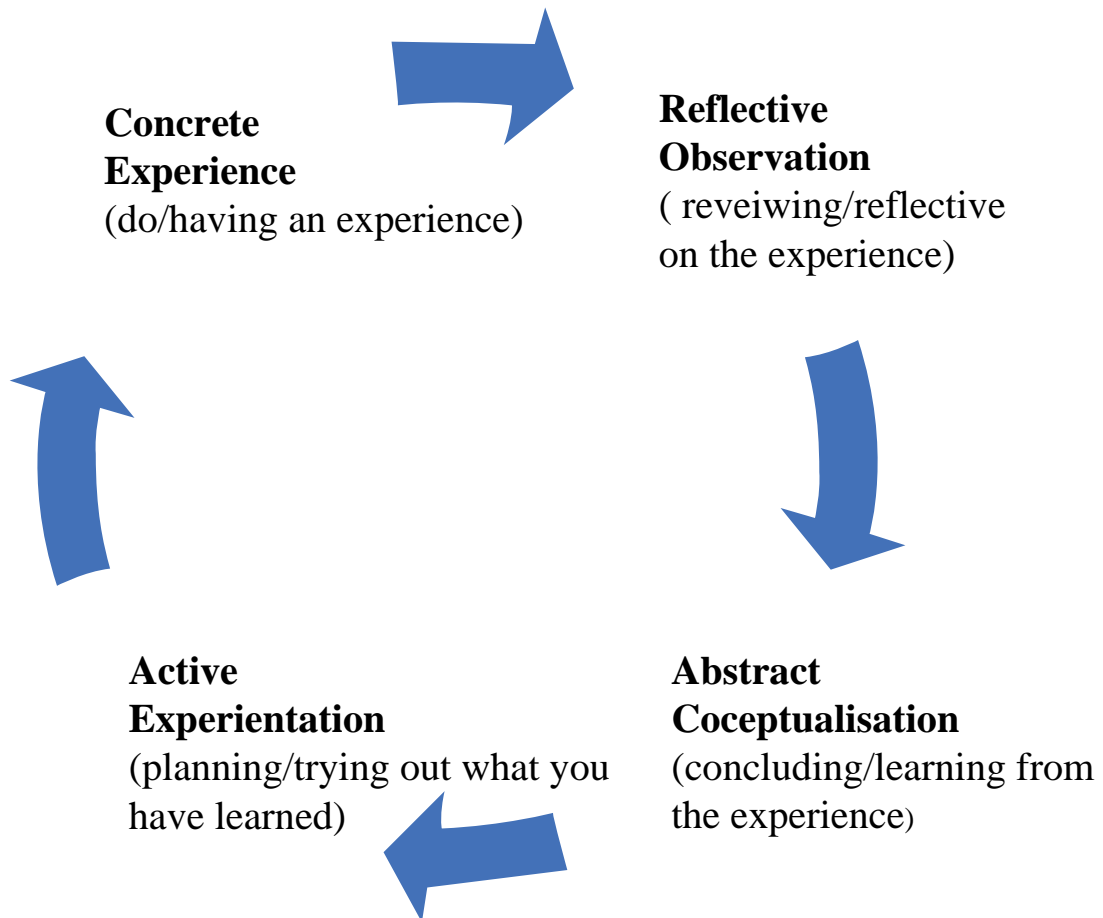 Concrete
Experience
(do/having an experience)
Reflective
Observation
( reveiwing/reflective
on the experience)
Abstract
Coceptualisation
(concluding/learning from
the experience)
Active
Experientation
(planning/trying out what you
have learned)